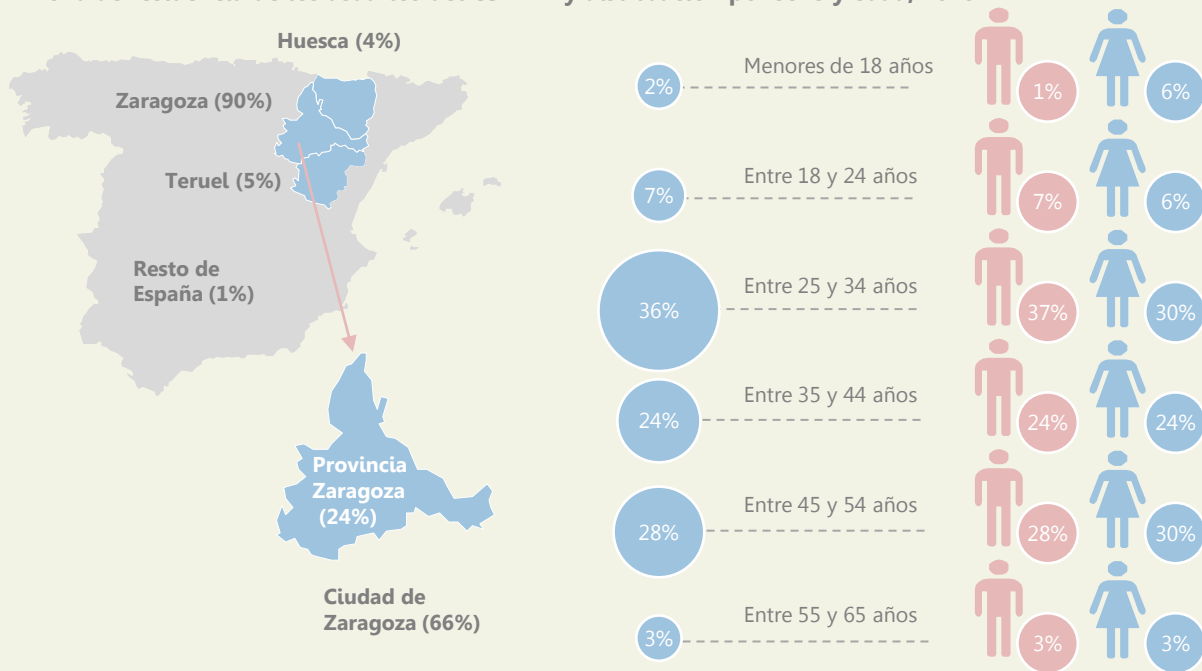 Huesca (4%)
Zaragoza (90%)
Teruel (5%)
Resto de
España (1%)
Provincia
Zaragoza
(24%)
Ciudad de
Zaragoza (66%)
2%
Menores de 18 años
1%
6%
7%
Entre 18 y 24 años
7%
6%
36%
Entre 25 y 34 años
37%
30%
24%
Entre 35 y 44 años
24%
24%
28%
Entre 45 y 54 años
28%
30%
3%
Entre 55 y 65 años
3%
3%